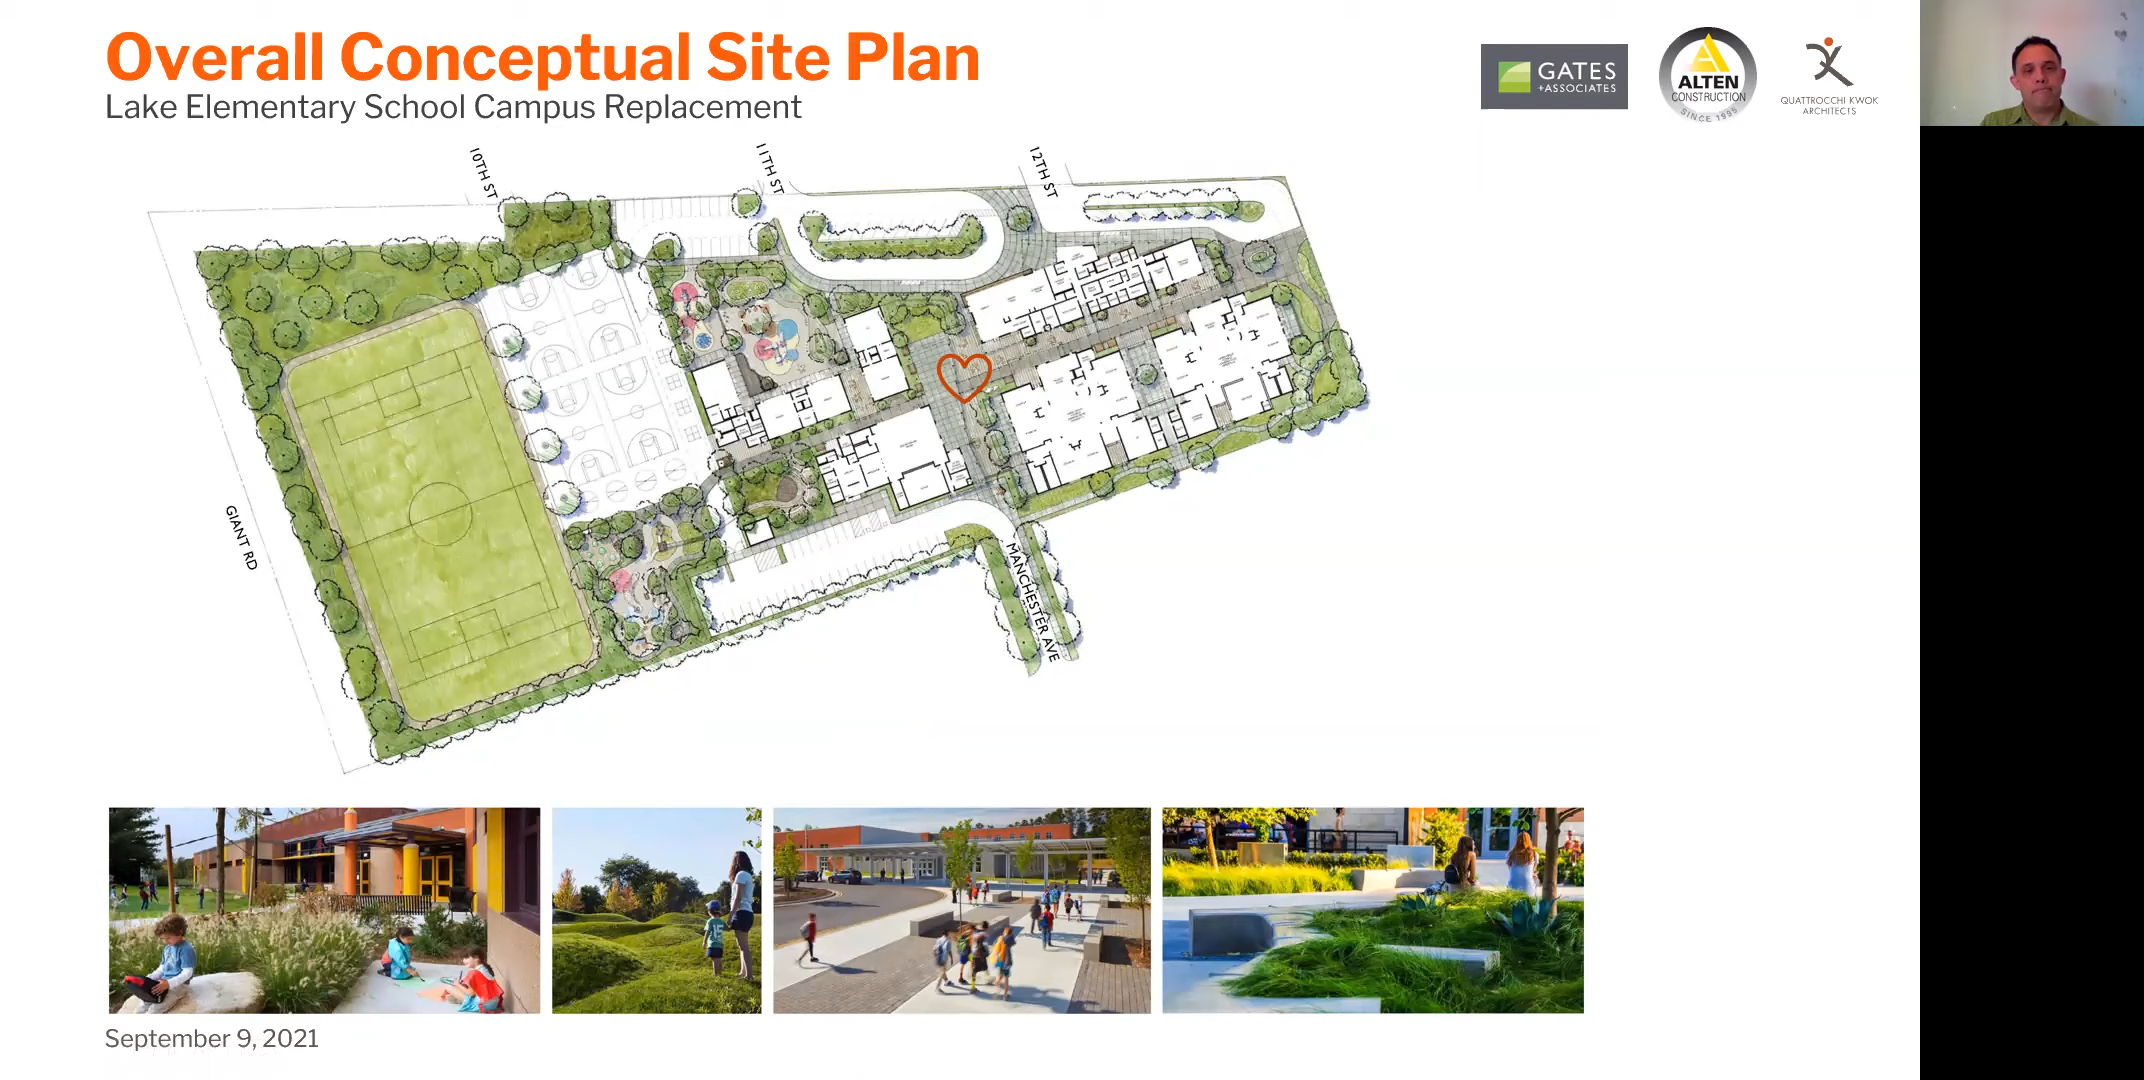 Overall Conceptual Site Plan
Lake Elementary School Campus Replacement
GATES
+ASSOCIATES
ALTEN
CONSTRUCTION
SINCE 1995
QUATTROCCHI KWOK
ARCHITECTS
10TH ST
11TH ST
12TH ST
GIANT RD
MANCHESTER AVE
September 9, 2021